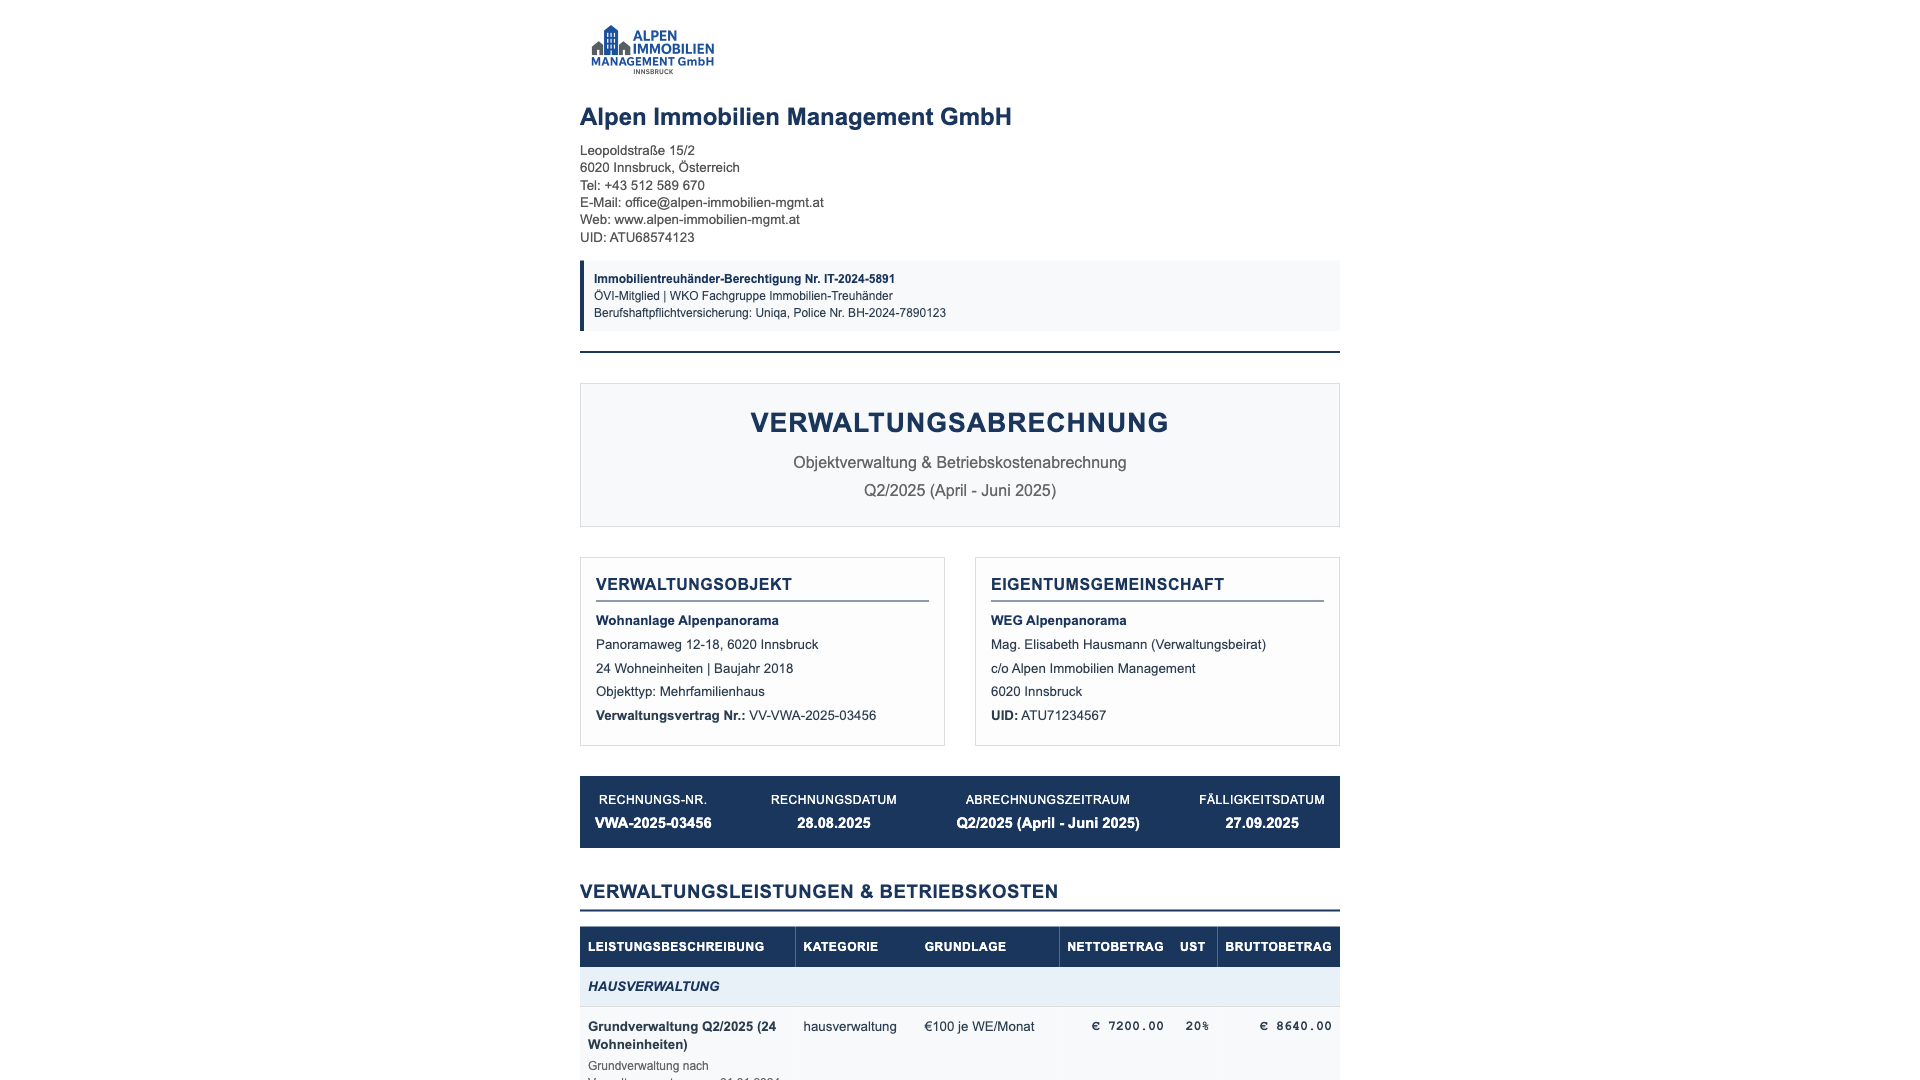 ALPEN
IMMOBILIEN
MANAGEMENT GmbH
INNSBRUCK
Alpen Immobilien Management GmbH
Leopoldstraße 15/2
6020 Innsbruck, Österreich
Tel: +43 512 589 670
E-Mail: office@alpen-immobilien-mgmt.at
Web: www.alpen-immobilien-mgmt.at
UID: ATU68574123
Immobilientreuhänder-Berechtigung Nr. IT-2024-5891
ÖVI-Mitglied | WKO Fachgruppe Immobilien-Treuhänder
Berufshaftpflichtversicherung: Uniqa, Police Nr. BH-2024-7890123
VERWALTUNGSABRECHNUNG
Objektverwaltung & Betriebskostenabrechnung
Q2/2025 (April - Juni 2025)
VERWALTUNGSOBJEKT
Wohnanlage Alpenpanorama
Panoramaweg 12-18, 6020 Innsbruck
24 Wohneinheiten | Baujahr 2018
Objekttyp: Mehrfamilienhaus
Verwaltungsvertrag Nr.: VV-VWA-2025-03456
EIGENTUMSGEMEINSCHAFT
WEG Alpenpanorama
Mag. Elisabeth Hausmann (Verwaltungsbeirat)
c/o Alpen Immobilien Management
6020 Innsbruck
UID: ATU71234567
RECHNUNGS-NR. RECHNUNGSDATUM ABRECHNUNGSZEITRAUM FÄLLIGKEITSDATUM
VWA-2025-03456 28.08.2025 Q2/2025 (April - Juni 2025) 27.09.2025
VERWALTUNGSLEISTUNGEN & BETRIEBSKOSTEN
LEISTUNGSBESCHREIBUNG KATEGORIE GRUNDLAGE NETTOBETRAG UST BRUTTOBETRAG
HAUSVERWALTUNG
Grundverwaltung Q2/2025 (24 hausverwaltung €100 je WE/Monat € 7200.00 20% € 8640.00
Wohneinheiten)
Grundverwaltung nach